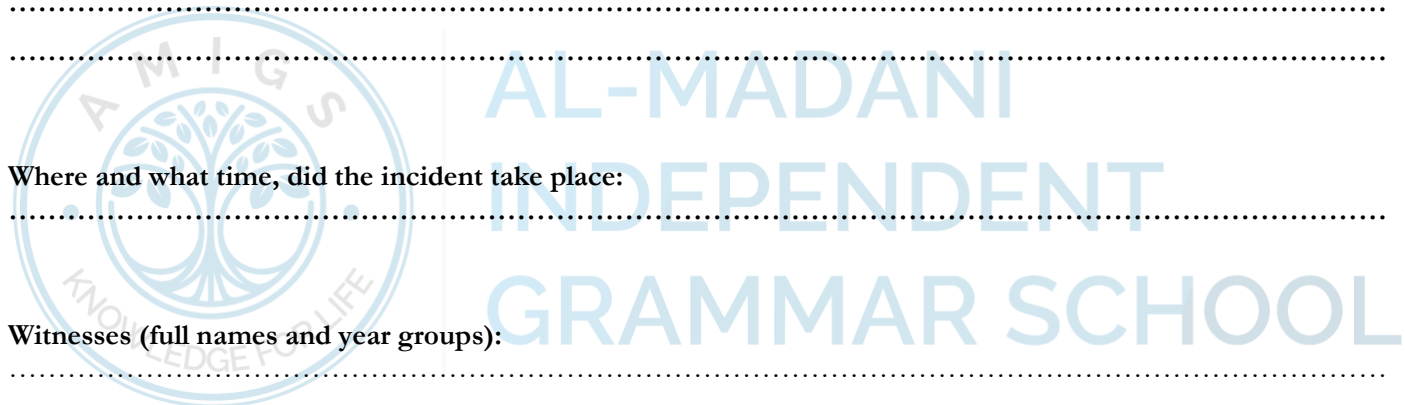 ……………………………………………………………………………………………………………………
……………………………………………………………………………………………………………………
AMIGS
AL-MADANI
Where and what time, did the incident take place:
INDEPENDENT
……………………………………………………………………………………………………………………
GRAMMAR SCHOOL
Witnesses (full names and year groups):
KNOWLEDGE FOR LIFE
……………………………………………………………………………………………………………………